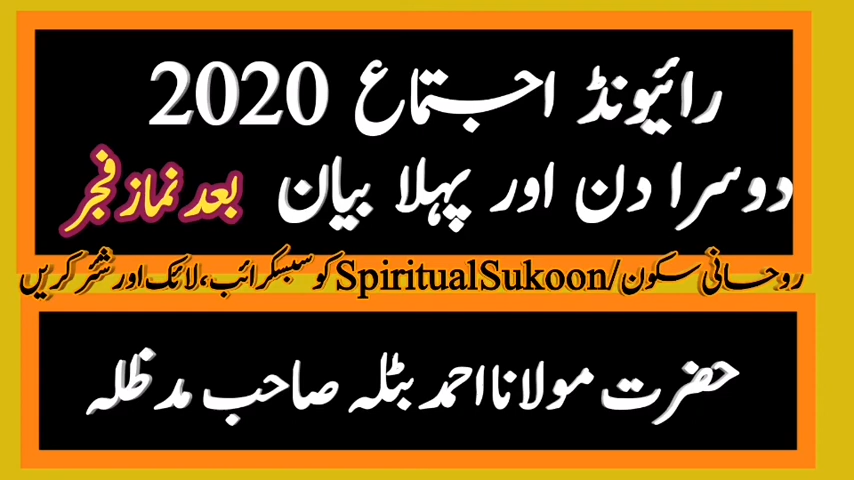 رائیونڈ اجتماع 2020
دوسرا دن اور پہلا بیان بعد نماز فجر
روحانی سکون/SpiritualSukoon کو سبسکرائب، لائک اور شئر کریں
حضرت مولانا احمد بٹلہ صاحب مدظلہ